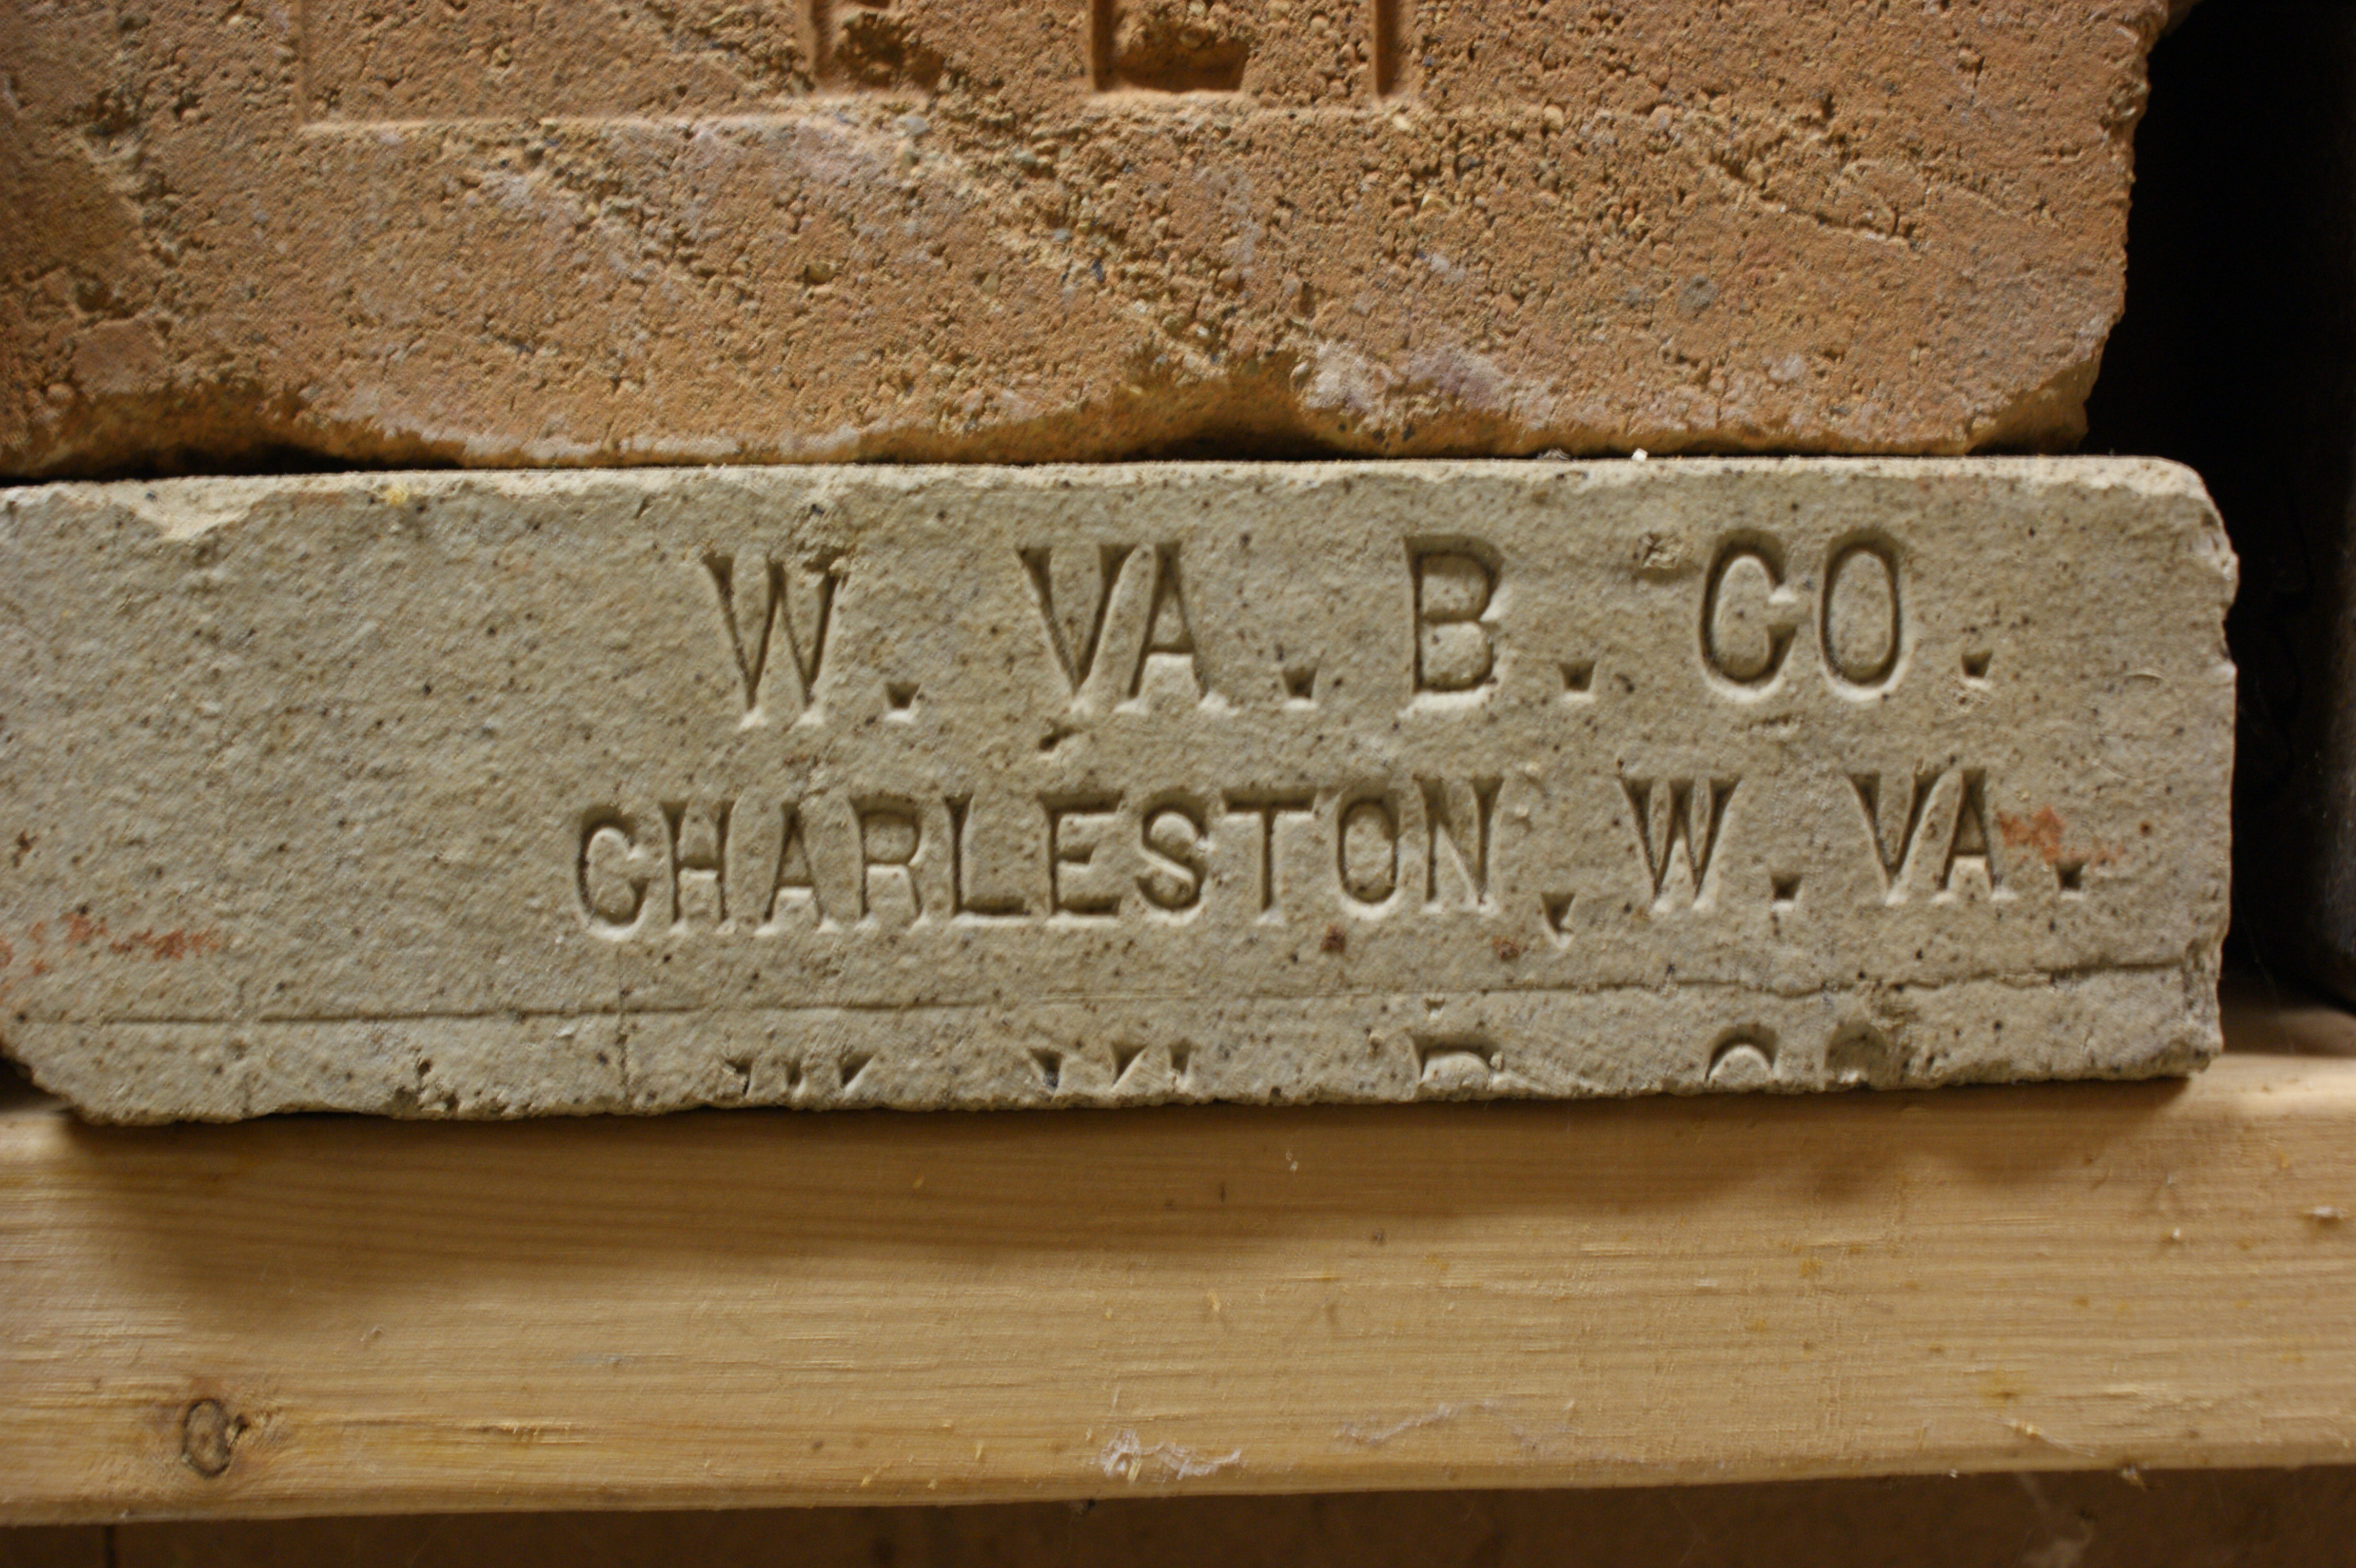 W. VA. B. CO.
CHARLESTON, W. VA.